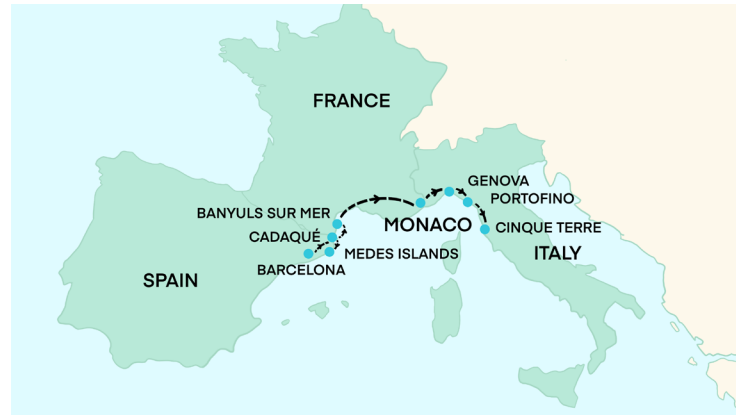 FRANCE
GENOVA
PORTOFINO
BANYULS SUR MER
MONACO
CINQUE TERRE
CADAQUÉ
MEDES ISLANDS
ITALY
BARCELONA
SPAIN